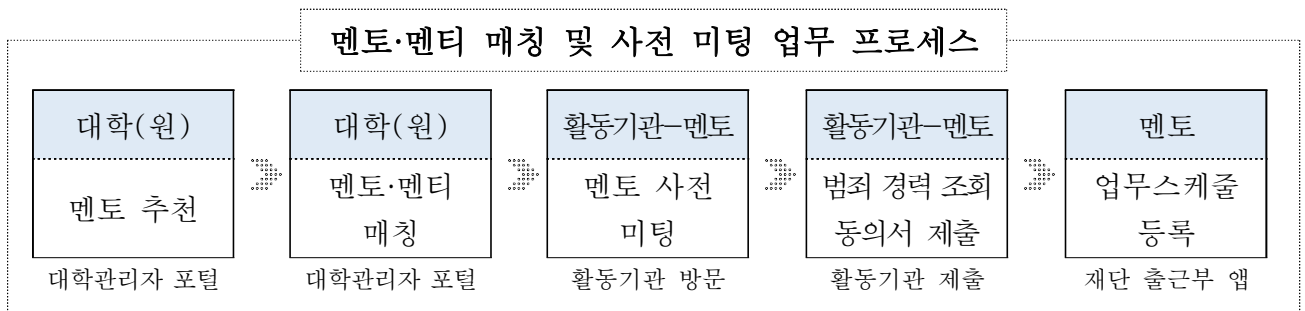 멘토·멘티 매칭 및 사전 미팅 업무 프로세스
대학(원)
멘토 추천
대학관리자 포털
대학(원)
멘토·멘티
매칭
대학관리자 포털
활동기관-멘토
멘토 사전
미팅
활동기관 방문
활동기관-멘토
범죄 경력 조회
동의서 제출
활동기관 제출
멘토
업무스케줄
등록
재단 출근부 앱